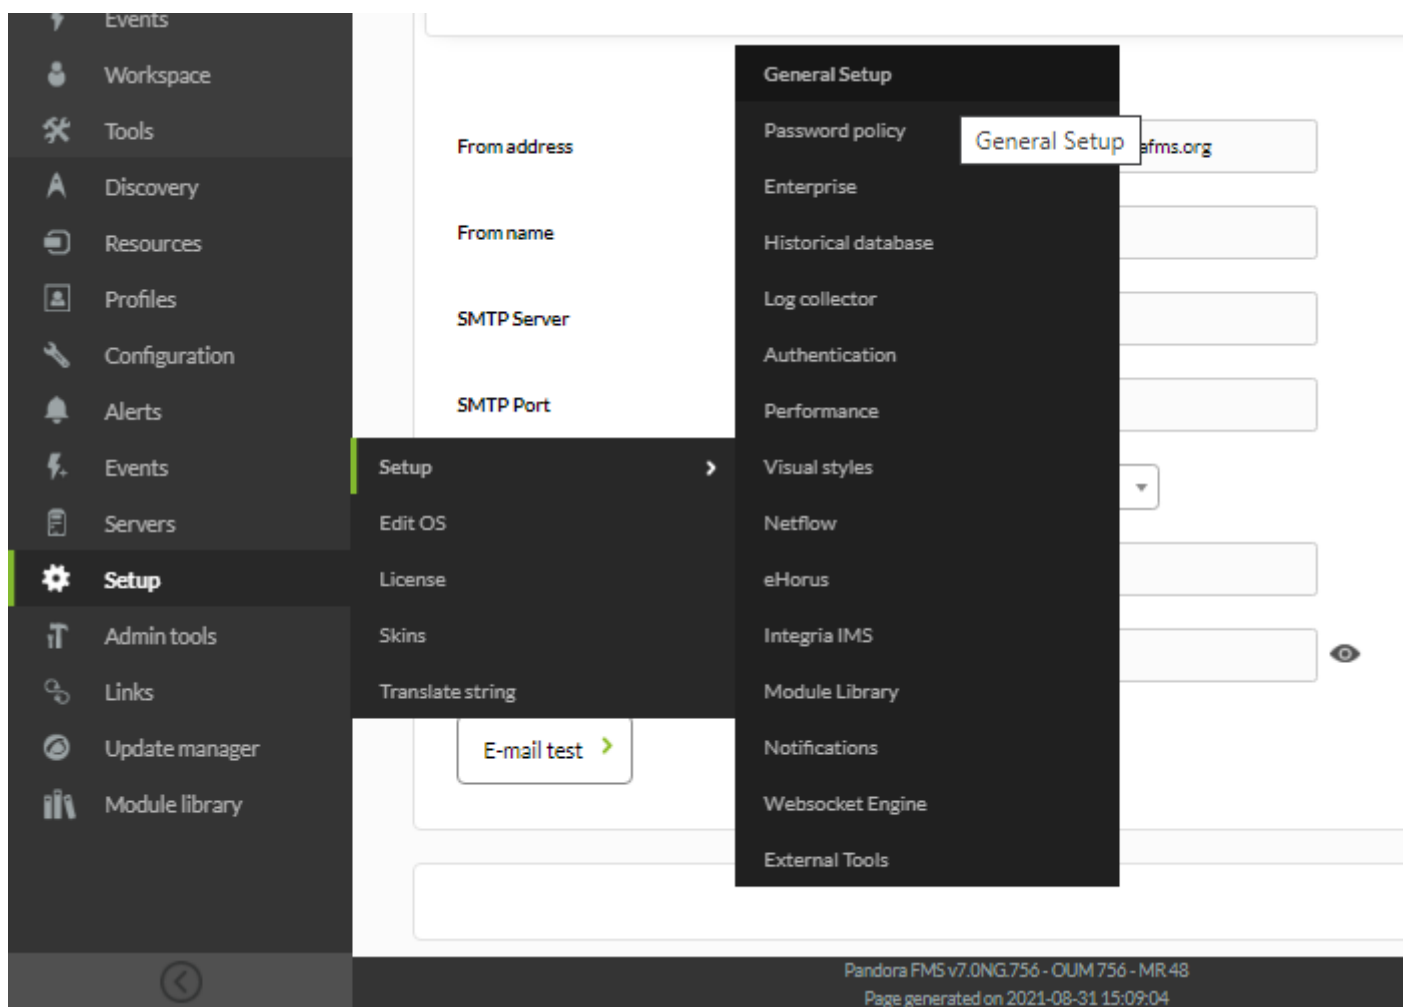 Events
Workspace
Tools
Discovery
Resources
Profiles
Configuration
Alerts
Events
Servers
Setup
Admin tools
Links
Update manager
Module library
Setup
Edit OS
License
Skins
Translate string
General Setup
Password policy
Enterprise
Historical database
Log collector
Authentication
Performance
Visual styles
Netflow
eHorus
Integria IMS
Module Library
Notifications
Websocket Engine
External Tools
General Setup
From address
afms.org
From name
SMTP Server
SMTP Port
E-mail test
Pandora FMS v7.0NG.756 - OUM 756 - MR 48
Page generated on 2021-08-31 15:09:04